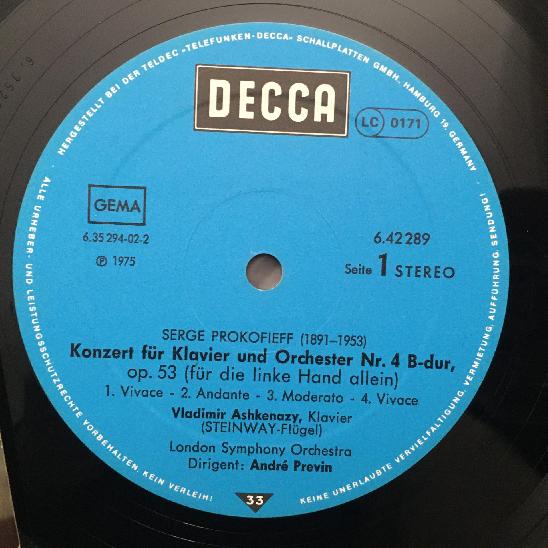 HERGESTELLT BEI DER TELDEC »TELEFUNKEN-DECCA« SCHALLPLATTEN GMBH, HAMBURG 19, GERMANY
DECCA
LC 0171
GEMA
6.35 294-02-2
Ⓟ 1975
6.42 289
Seite 1 STEREO
SERGE PROKOFIEFF (1891–1953)
Konzert für Klavier und Orchester Nr. 4 B-dur,
op. 53 (für die linke Hand allein)
1. Vivace - 2. Andante - 3. Moderato - 4. Vivace
Vladimir Ashkenazy, Klavier
(STEINWAY-Flügel)
London Symphony Orchestra
Dirigent: André Previn
33
ALLE URHEBER- UND LEISTUNGSSCHUTZRECHTE VORBEHALTEN. KEIN VERLEIH!
KEINE UNERLAUBTE VERVIELFÄLTIGUNG, VERMIETUNG, AUFFÜHRUNG, SENDUNG!